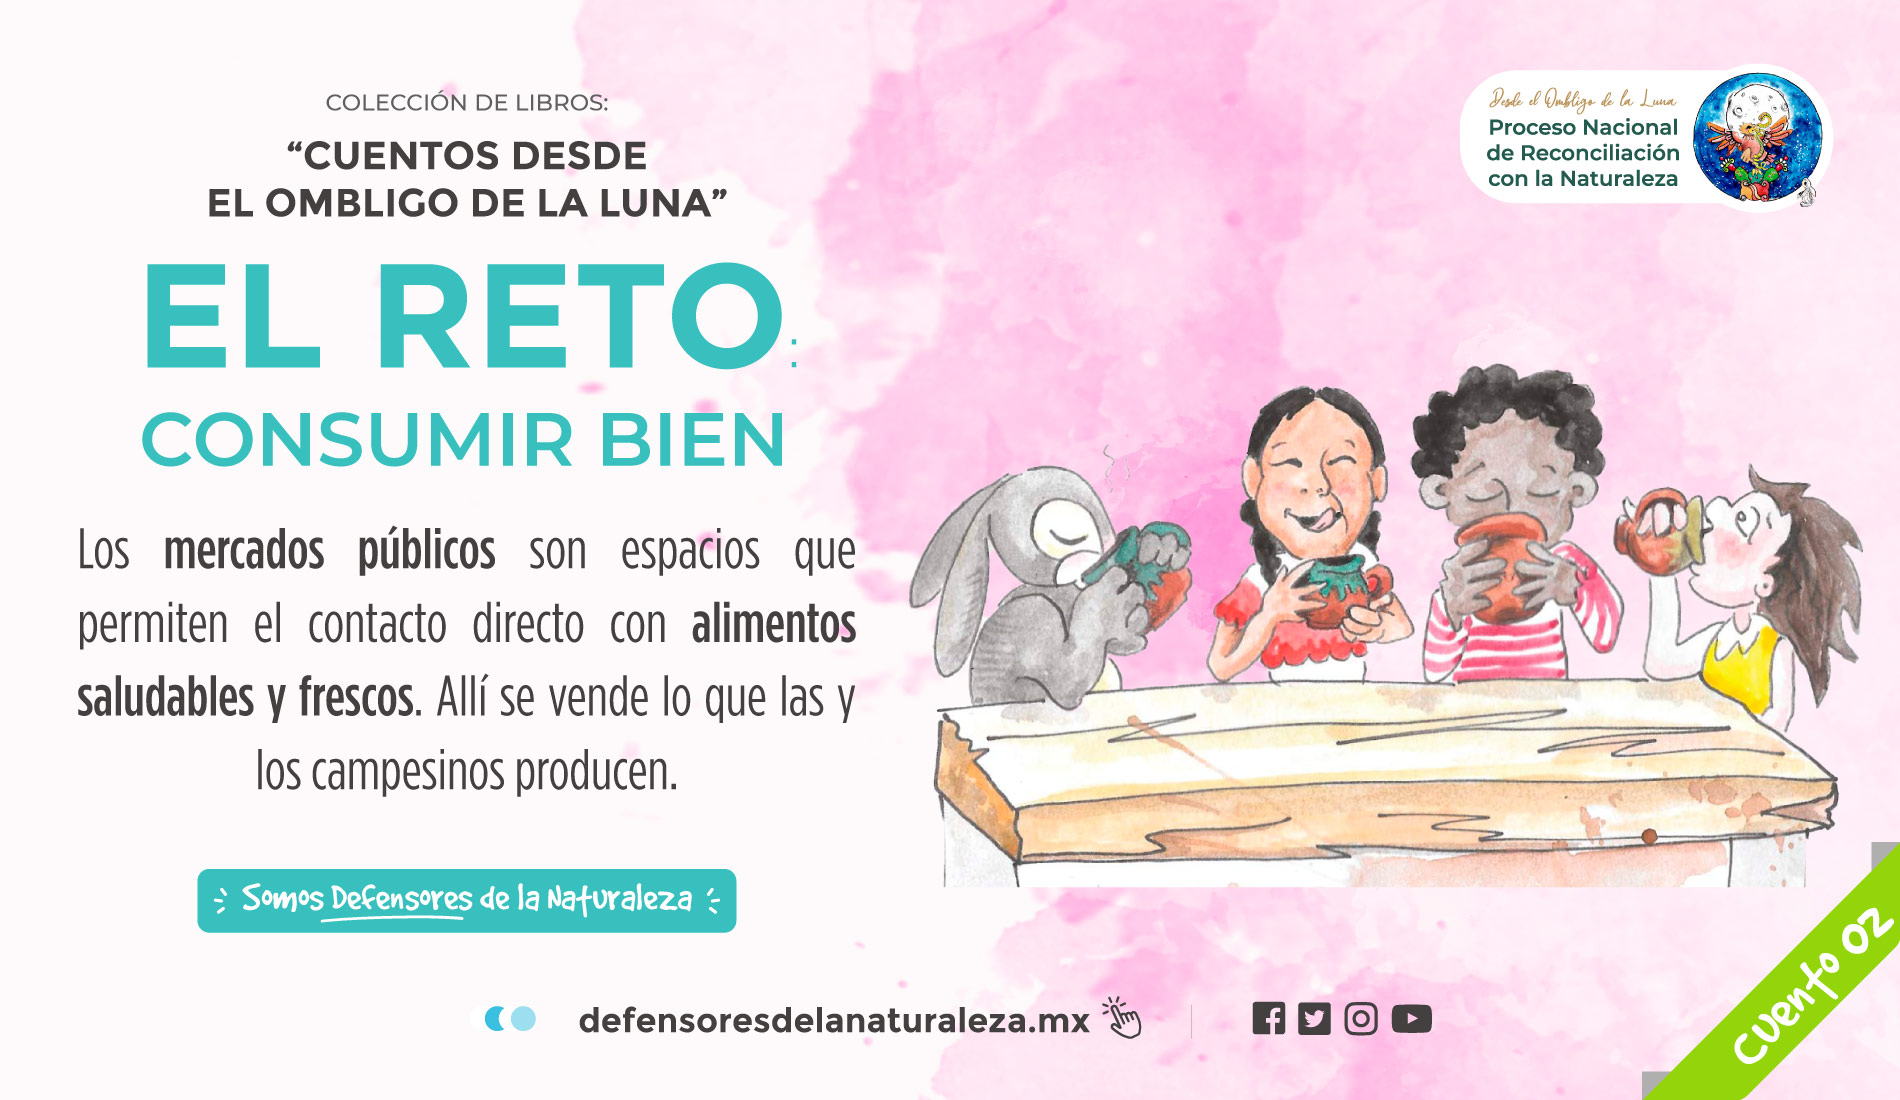 COLECCIÓN DE LIBROS:
“CUENTOS DESDE
EL OMBLIGO DE LA LUNA”
EL RETO:
CONSUMIR BIEN
Los mercados públicos son espacios que
permiten el contacto directo con alimentos
saludables y frescos. Allí se vende lo que las y
los campesinos producen.
Somos Defensores de la Naturaleza
defensoresdelanaturaleza.mx
Desde el Ombligo de la Luna
Proceso Nacional
de Reconciliación
con la Naturaleza
Cuento 02